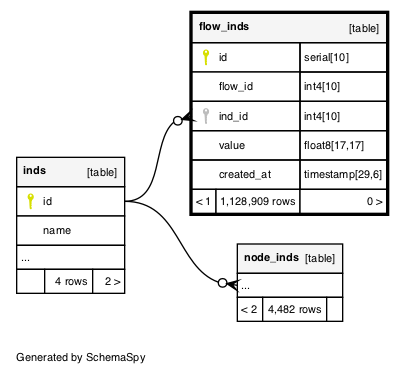 flow_inds [table]
id serial[10]
flow_id int4[10]
ind_id int4[10]
value float8[17,17]
created_at timestamp[29,6]
< 1 1,128,909 rows 0 >
inds [table]
id
name
...
4 rows 2 >
node_inds [table]
...
< 2 4,482 rows
Generated by SchemaSpy